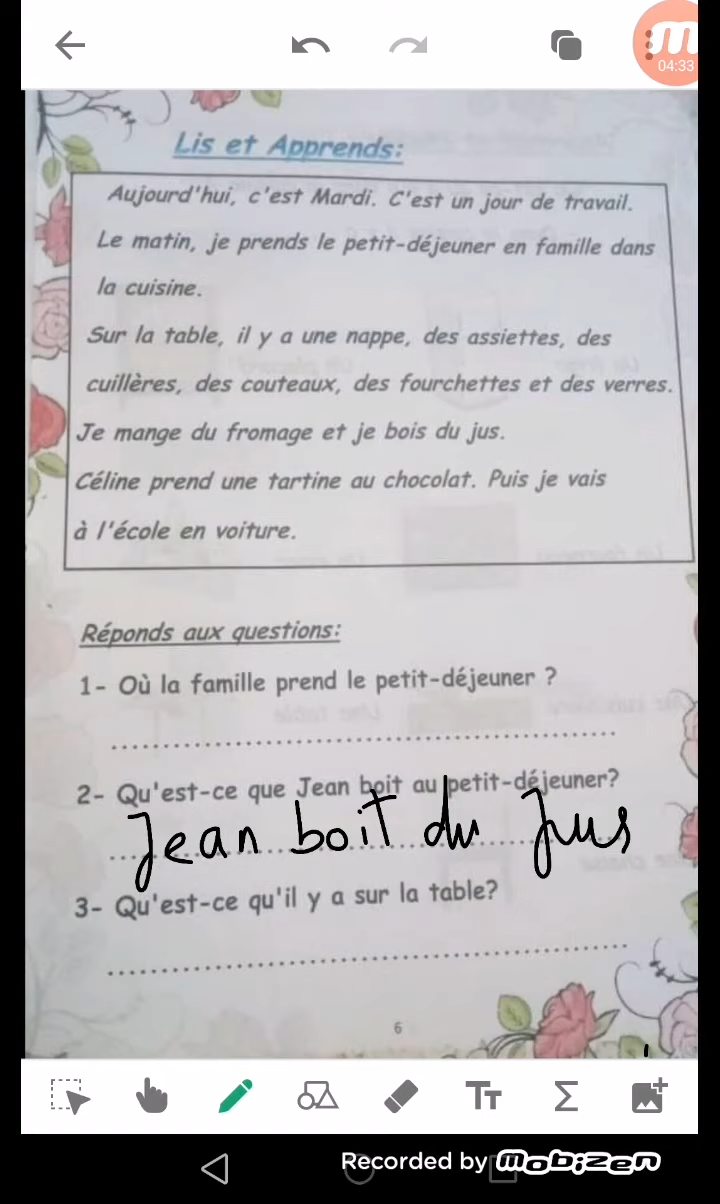 04:33
Lis et Apprends:
Aujourd'hui, c'est Mardi. C'est un jour de travail.
Le matin, je prends le petit-déjeuner en famille dans
la cuisine.
Sur la table, il y a une nappe, des assiettes, des
cuillères, des couteaux, des fourchettes et des verres.
Je mange du fromage et je bois du jus.
Céline prend une tartine au chocolat. Puis je vais
à l'école en voiture.
Réponds aux questions:
1- Où la famille prend le petit-déjeuner ?
2- Qu'est-ce que Jean boit au petit-déjeuner?
Jean boit du Jus
3- Qu'est-ce qu'il y a sur la table?
6
TT
Recorded by mobizen